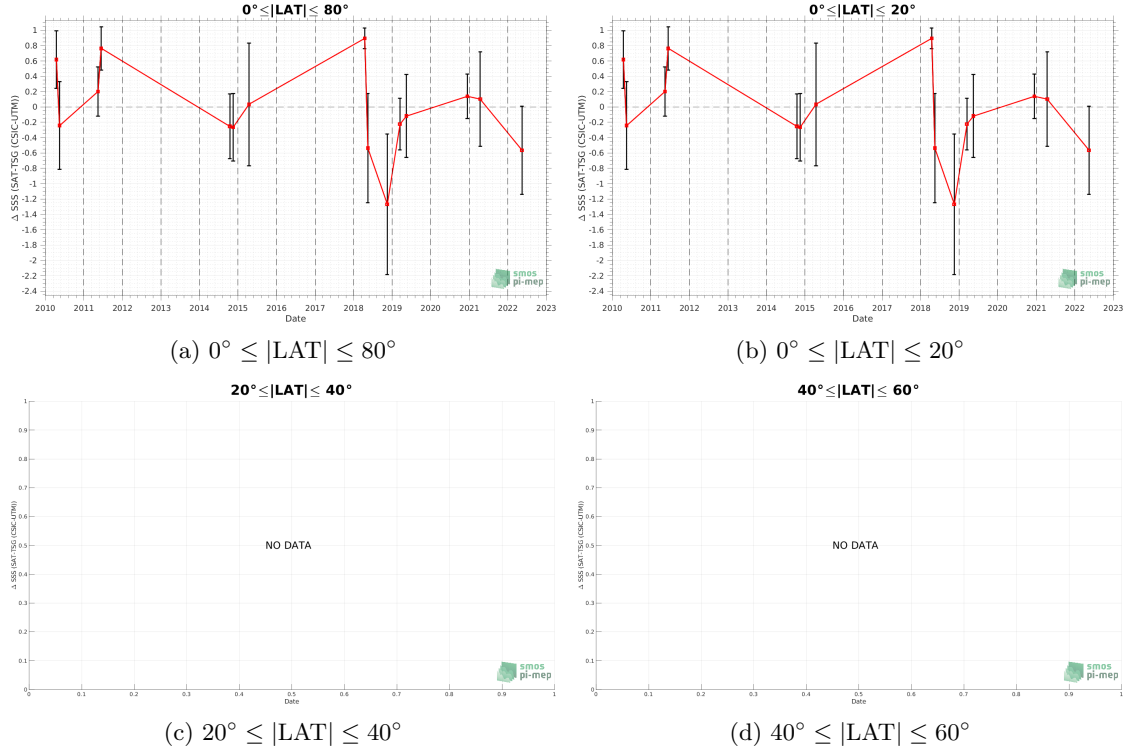 0°≤|LAT|≤ 80°
Δ SSS (SAT-TSG (CSIC-UTM))
1
0.8
0.6
0.4
0.2
0
-0.2
-0.4
-0.6
-0.8
-1
-1.2
-1.4
-1.6
-1.8
-2
-2.2
-2.4
2010 2011 2012 2013 2014 2015 2016 2017 2018 2019 2020 2021 2022 2023
Date
smos
pi-mep
(a) 0° ≤ |LAT| ≤ 80°
0°≤|LAT|≤ 20°
Δ SSS (SAT-TSG (CSIC-UTM))
1
0.8
0.6
0.4
0.2
0
-0.2
-0.4
-0.6
-0.8
-1
-1.2
-1.4
-1.6
-1.8
-2
-2.2
-2.4
2010 2011 2012 2013 2014 2015 2016 2017 2018 2019 2020 2021 2022 2023
Date
smos
pi-mep
(b) 0° ≤ |LAT| ≤ 20°
20°≤|LAT|≤ 40°
Δ SSS (SAT-TSG (CSIC-UTM))
1
0.9
0.8
0.7
0.6
0.5
0.4
0.3
0.2
0.1
0
NO DATA
0 0.1 0.2 0.3 0.4 0.5 0.6 0.7 0.8 0.9 1
Date
smos
pi-mep
(c) 20° ≤ |LAT| ≤ 40°
40°≤|LAT|≤ 60°
Δ SSS (SAT-TSG (CSIC-UTM))
1
0.9
0.8
0.7
0.6
0.5
0.4
0.3
0.2
0.1
0
NO DATA
0 0.1 0.2 0.3 0.4 0.5 0.6 0.7 0.8 0.9 1
Date
smos
pi-mep
(d) 40° ≤ |LAT| ≤ 60°